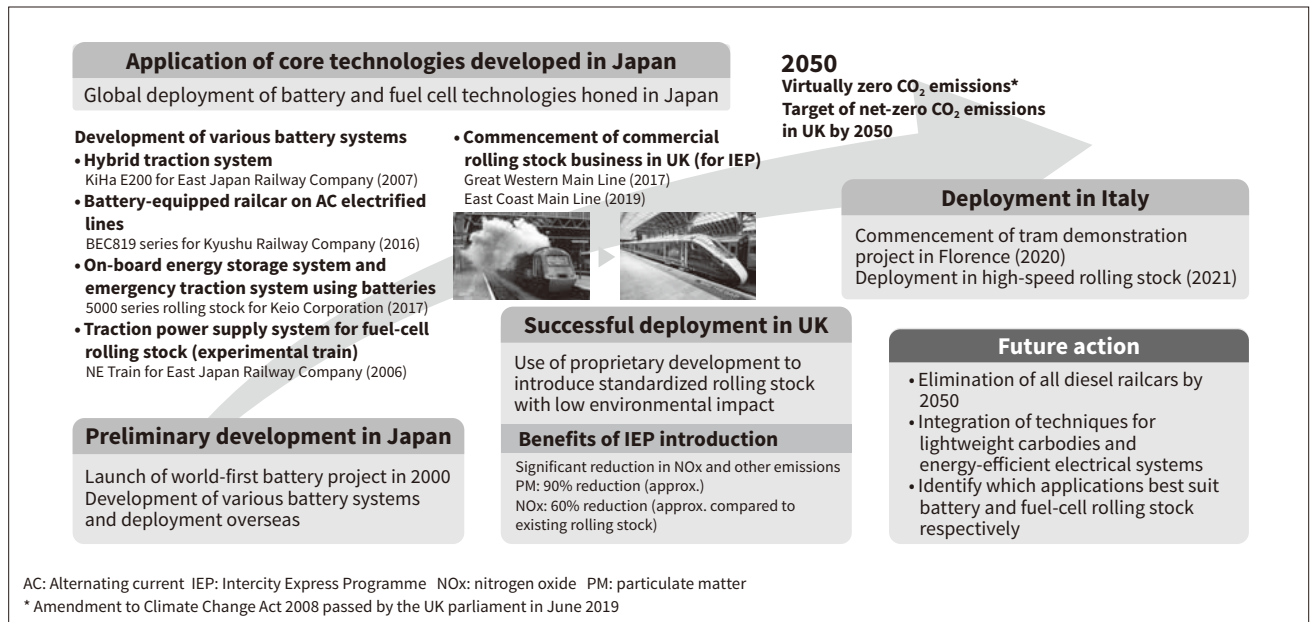 Application of core technologies developed in Japan
Global deployment of battery and fuel cell technologies honed in Japan
2050
Virtually zero CO₂ emissions*
Target of net-zero CO₂ emissions
in UK by 2050
Development of various battery systems
• Hybrid traction system
KiHa E200 for East Japan Railway Company (2007)
• Battery-equipped railcar on AC electrified
lines
BEC819 series for Kyushu Railway Company (2016)
• On-board energy storage system and
emergency traction system using batteries
5000 series rolling stock for Keio Corporation (2017)
• Traction power supply system for fuel-cell
rolling stock (experimental train)
NE Train for East Japan Railway Company (2006)
• Commencement of commercial
rolling stock business in UK (for IEP)
Great Western Main Line (2017)
East Coast Main Line (2019)
Deployment in Italy
Commencement of tram demonstration
project in Florence (2020)
Deployment in high-speed rolling stock (2021)
Preliminary development in Japan
Launch of world-first battery project in 2000
Development of various battery systems
and deployment overseas
Successful deployment in UK
Use of proprietary development to
introduce standardized rolling stock
with low environmental impact
Benefits of IEP introduction
Significant reduction in NOx and other emissions
PM: 90% reduction (approx.)
NOx: 60% reduction (approx. compared to
existing rolling stock)
Future action
• Elimination of all diesel railcars by
2050
• Integration of techniques for
lightweight carbodies and
energy-efficient electrical systems
• Identify which applications best suit
battery and fuel-cell rolling stock
respectively
AC: Alternating current IEP: Intercity Express Programme NOx: nitrogen oxide PM: particulate matter
* Amendment to Climate Change Act 2008 passed by the UK parliament in June 2019